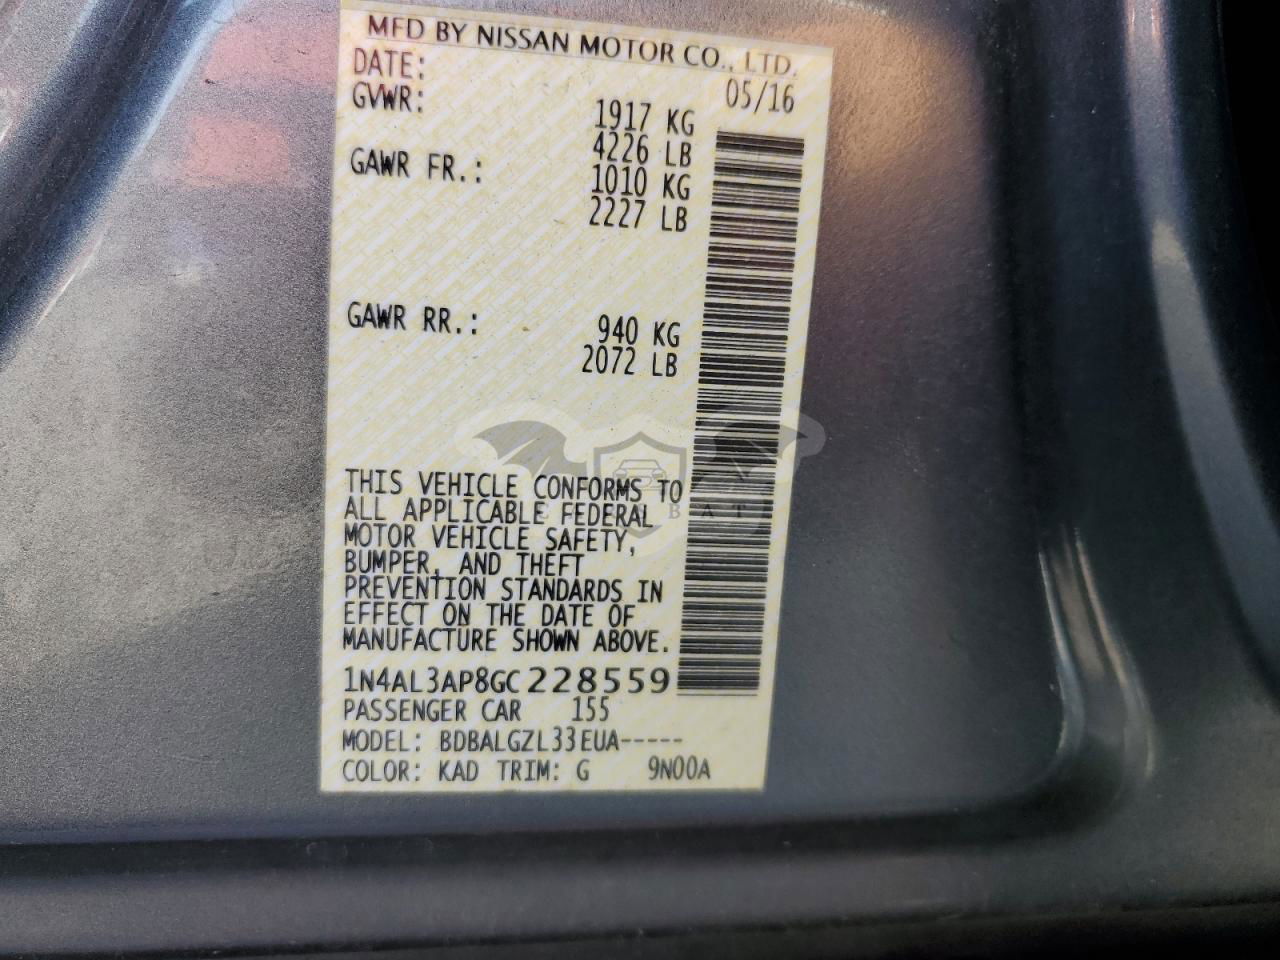 MFD BY NISSAN MOTOR CO., LTD.
DATE: 05/16
GVWR: 1917 KG
4226 LB
GAWR FR.: 1010 KG
2227 LB
GAWR RR.: 940 KG
2072 LB
THIS VEHICLE CONFORMS TO
ALL APPLICABLE FEDERAL
MOTOR VEHICLE SAFETY,
BUMPER, AND THEFT
PREVENTION STANDARDS IN
EFFECT ON THE DATE OF
MANUFACTURE SHOWN ABOVE.
1N4AL3AP8GC228559
PASSENGER CAR 155
MODEL: BDBALGZL33EUA-----
COLOR: KAD TRIM: G 9N00A